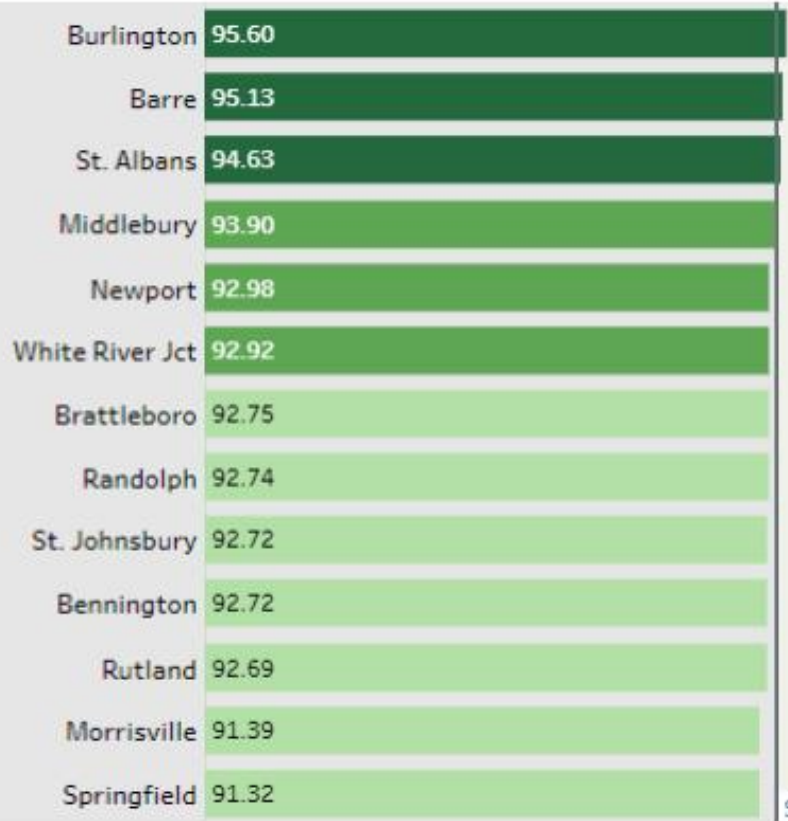 Burlington 95.60
Barre 95.13
St. Albans 94.63
Middlebury 93.90
Newport 92.98
White River Jct 92.92
Brattleboro 92.75
Randolph 92.74
St. Johnsbury 92.72
Bennington 92.72
Rutland 92.69
Morrisville 91.39
Springfield 91.32